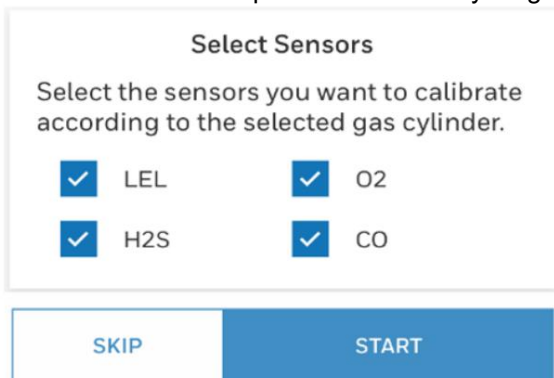 Select Sensors
Select the sensors you want to calibrate
according to the selected gas cylinder.
LEL O2
H2S CO
SKIP START